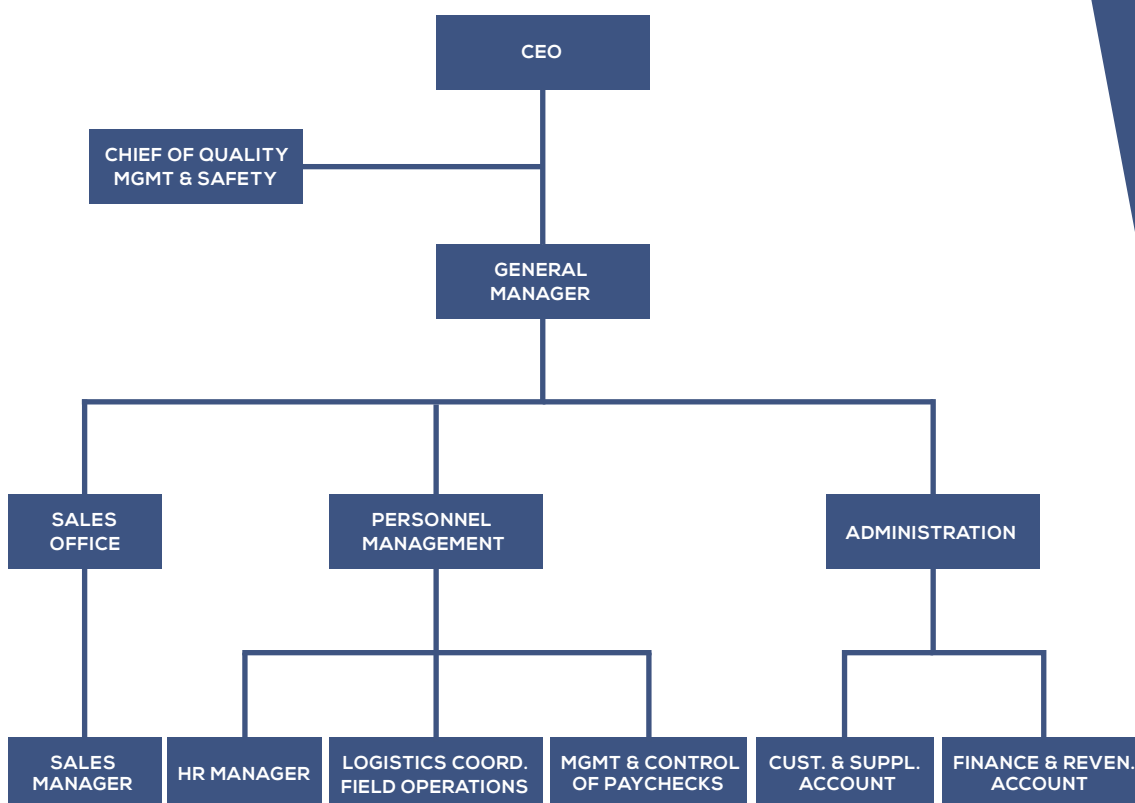 CEO
CHIEF OF QUALITY
MGMT & SAFETY
GENERAL
MANAGER
SALES
OFFICE
PERSONNEL
MANAGEMENT
ADMINISTRATION
SALES
MANAGER
HR MANAGER
LOGISTICS COORD.
FIELD OPERATIONS
MGMT & CONTROL
OF PAYCHECKS
CUST. & SUPPL.
ACCOUNT
FINANCE & REVEN.
ACCOUNT